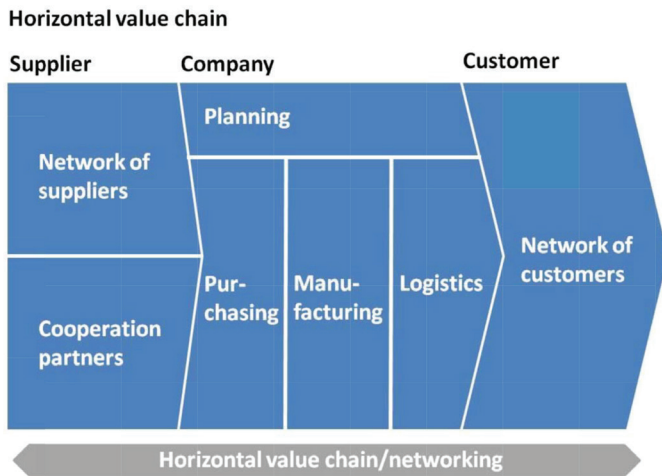 Horizontal value chain
Supplier
Company
Customer
Planning
Network of
suppliers
Cooperation
partners
Pur-
chasing
Manu-
facturing
Logistics
Network of
customers
Horizontal value chain/networking